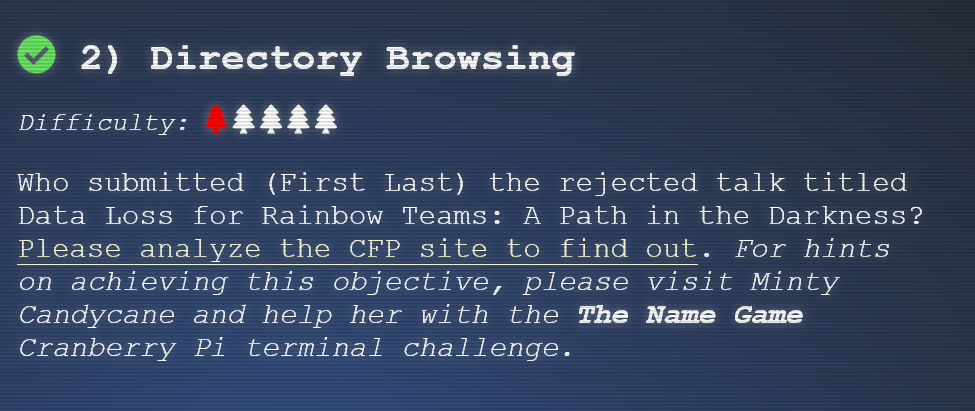 2) Directory Browsing
Difficulty:
Who submitted (First Last) the rejected talk titled
Data Loss for Rainbow Teams: A Path in the Darkness?
Please analyze the CFP site to find out. For hints
on achieving this objective, please visit Minty
Candycane and help her with the The Name Game
Cranberry Pi terminal challenge.